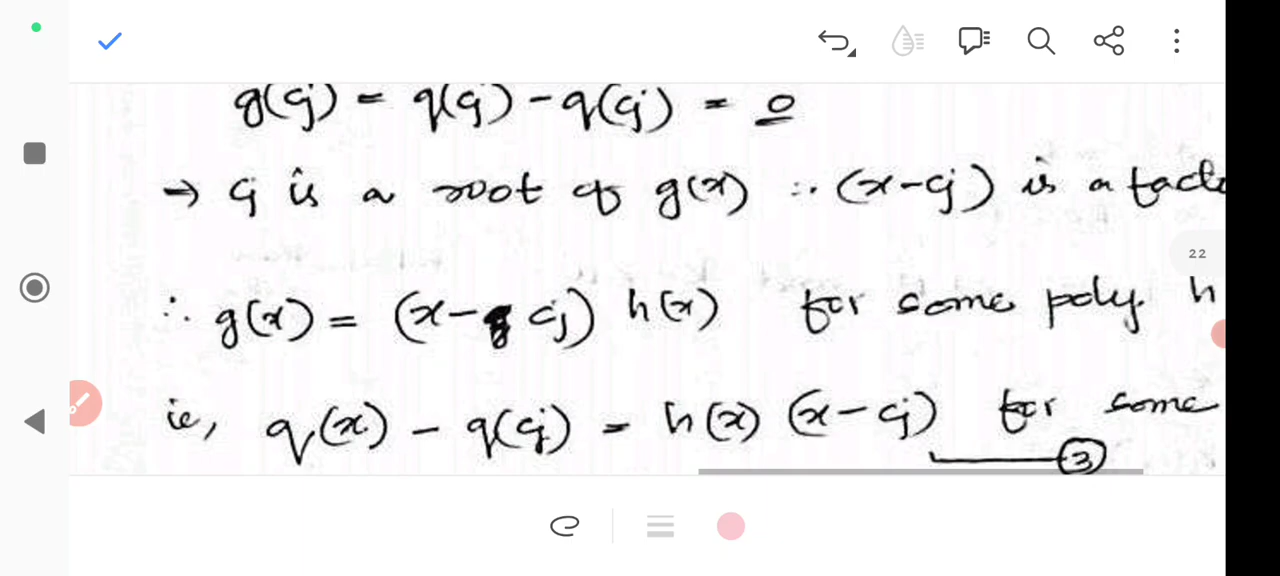 g(cj) = q(cj) - q(cj) = 0
→ cj is a root of g(x) ∴ (x-cj) is a
22
∴ g(x) = (x- cj) h(x) for some poly. h
ie, q(x) - q(cj) = h(x) (x-cj) for some
3